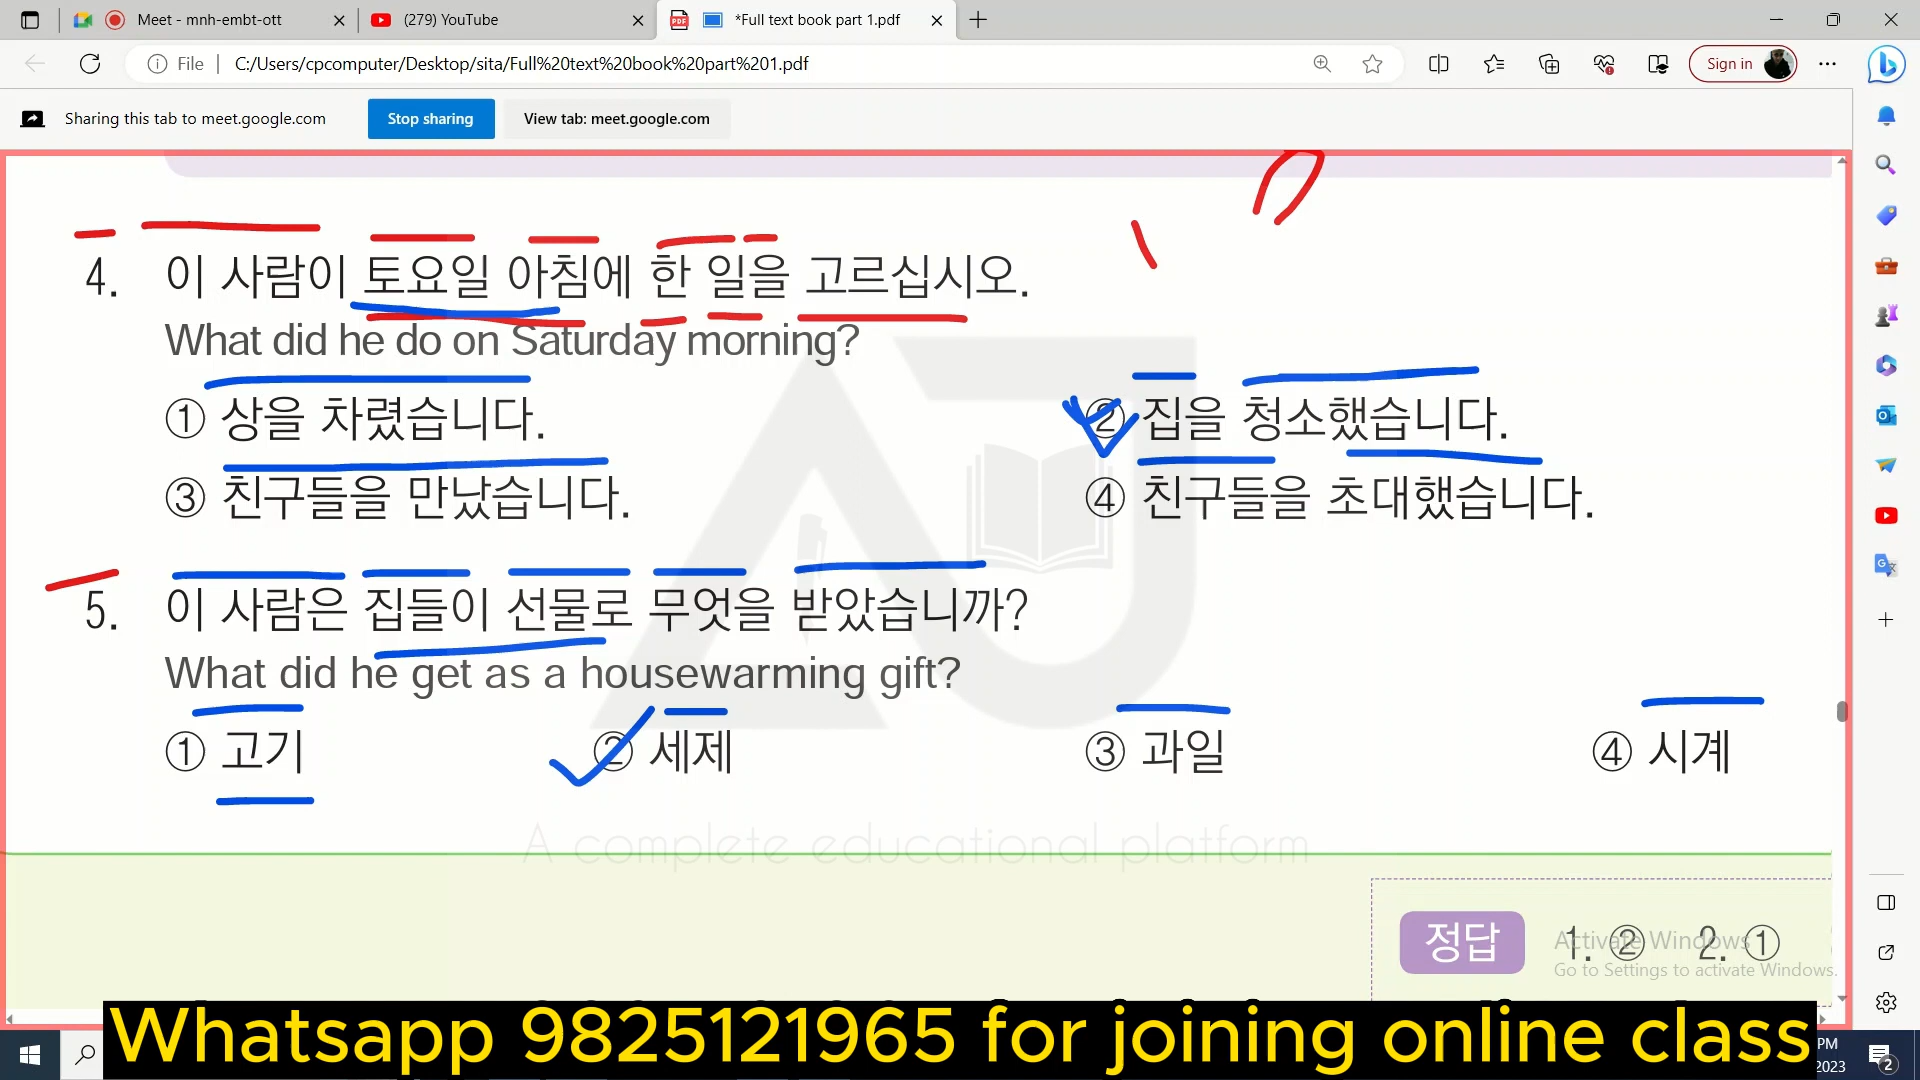 Meet - mnh-embt-ott
(279) YouTube
*Full text book part 1.pdf
File
C:/Users/cpcomputer/Desktop/sita/Full%20text%20book%20part%201.pdf
Sign in
Sharing this tab to meet.google.com
Stop sharing
View tab: meet.google.com
4. 이 사람이 토요일 아침에 한 일을 고르십시오.
What did he do on Saturday morning?
① 상을 차렸습니다.
② 집을 청소했습니다.
③ 친구들을 만났습니다.
④ 친구들을 초대했습니다.
5. 이 사람은 집들이 선물로 무엇을 받았습니까?
What did he get as a housewarming gift?
① 고기
② 세제
③ 과일
④ 시계
AJ
A complete educational platform
정답 1. ② 2. ①
Activate Windows
Go to Settings to activate Windows.
Whatsapp 9825121965 for joining online class
PM
2023
2